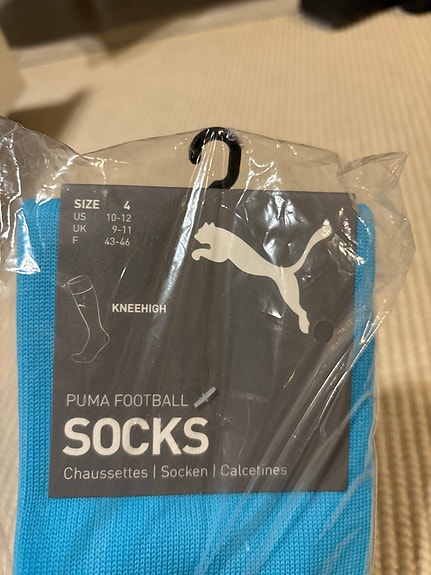 SIZE 4
US 10-12
UK 9-11
F 43-46
KNEEHIGH
PUMA FOOTBALL
SOCKS
Chaussettes | Socken | Calcetines